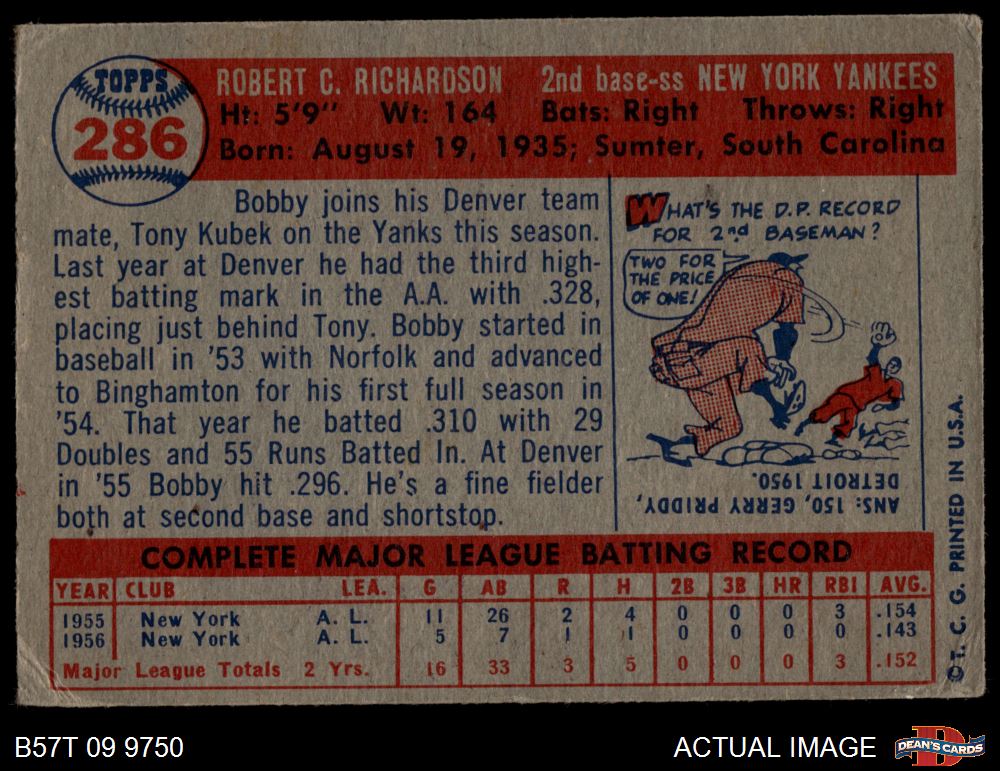 TOPPS
286
ROBERT C. RICHARDSON 2nd base-ss NEW YORK YANKEES
Ht: 5'9" Wt: 164 Bats: Right Throws: Right
Born: August 19, 1935; Sumter, South Carolina
Bobby joins his Denver team
mate, Tony Kubek on the Yanks this season.
Last year at Denver he had the third high-
est batting mark in the A.A. with .328,
placing just behind Tony. Bobby started in
baseball in '53 with Norfolk and advanced
to Binghamton for his first full season in
'54. That year he batted .310 with 29
Doubles and 55 Runs Batted In. At Denver
in '55 Bobby hit .296. He's a fine fielder
both at second base and shortstop.
WHAT'S THE D.P. RECORD
FOR 2nd BASEMAN?
TWO FOR
THE PRICE
OF ONE!
ANS: 150, GERRY PRIDDY,
DETROIT 1950.
COMPLETE MAJOR LEAGUE BATTING RECORD
YEAR CLUB LEA. G AB R H 2B 3B HR RBI AVG.
1955 New York A. L. 11 26 2 4 0 0 0 3 .154
1956 New York A. L. 5 7 1 1 0 0 0 0 .143
Major League Totals 2 Yrs. 16 33 3 5 0 0 0 3 .152
©T. C. G. PRINTED IN U.S.A.
B57T 09 9750 ACTUAL IMAGE
DEAN'S CARDS